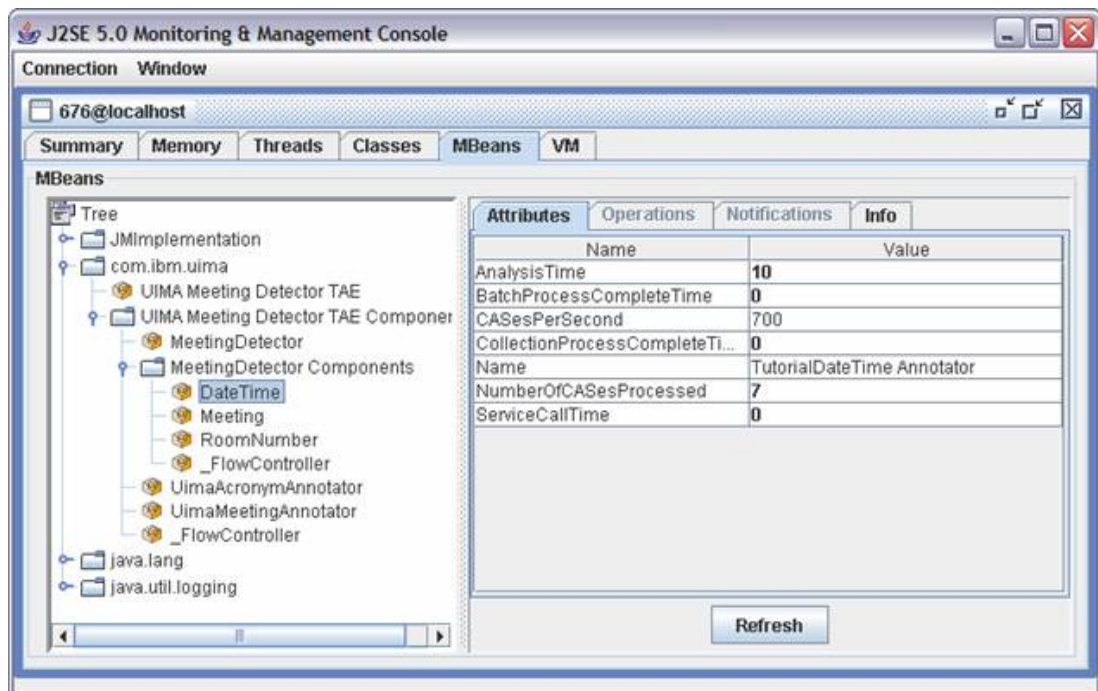 J2SE 5.0 Monitoring & Management Console
Connection Window
676@localhost
Summary Memory Threads Classes MBeans VM
MBeans
Tree
JMImplementation
com.ibm.uima
UIMA Meeting Detector TAE
UIMA Meeting Detector TAE Componer
MeetingDetector
MeetingDetector Components
DateTime
Meeting
RoomNumber
_FlowController
UimaAcronymAnnotator
UimaMeetingAnnotator
_FlowController
java.lang
java.util.logging
Attributes Operations Notifications Info
Name Value
AnalysisTime 10
BatchProcessCompleteTime 0
CASesPerSecond 700
CollectionProcessCompleteTi... 0
Name TutorialDateTime Annotator
NumberOfCASesProcessed 7
ServiceCallTime 0
Refresh